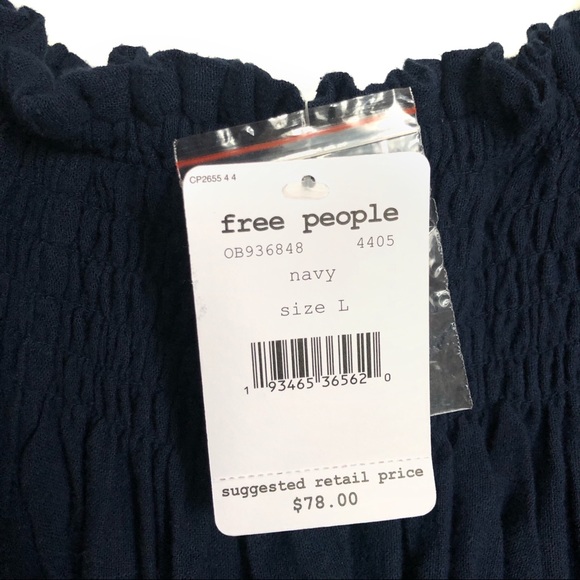 CP2655 4 4
free people
OB936848 4405
navy
size L
1 93465 36562 0
suggested retail price
$78.00